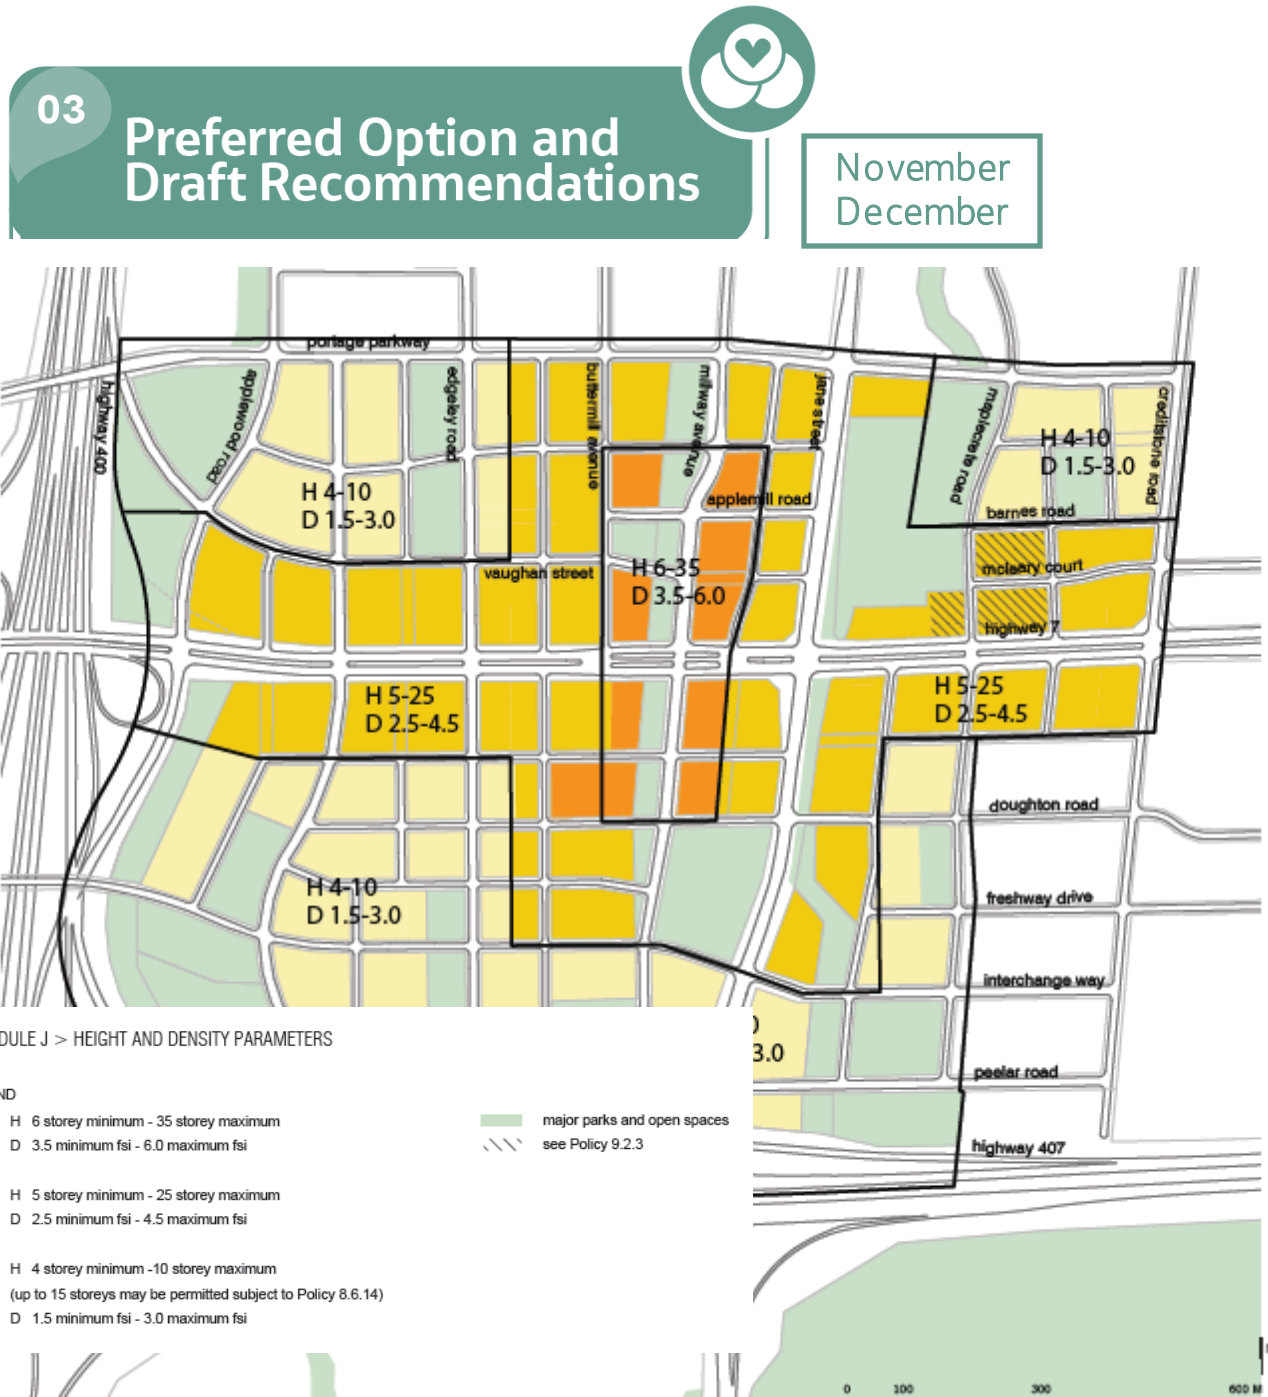 03
Preferred Option and
Draft Recommendations
November
December
portage parkway
highway 400
applewood road
edgeley road
buttermill avenue
millway avenue
jane street
maplecrete road
creditstone road
H 4-10
D 1.5-3.0
H 4-10
D 1.5-3.0
applemill road
barnes road
vaughan street
H 6-35
D 3.5-6.0
mcleary court
highway 7
H 5-25
D 2.5-4.5
H 5-25
D 2.5-4.5
doughton road
H 4-10
D 1.5-3.0
freshway drive
interchange way
3.0
peelar road
highway 407
DULE J > HEIGHT AND DENSITY PARAMETERS
ND
H 6 storey minimum - 35 storey maximum
D 3.5 minimum fsi - 6.0 maximum fsi
H 5 storey minimum - 25 storey maximum
D 2.5 minimum fsi - 4.5 maximum fsi
H 4 storey minimum -10 storey maximum
(up to 15 storeys may be permitted subject to Policy 8.6.14)
D 1.5 minimum fsi - 3.0 maximum fsi
major parks and open spaces
see Policy 9.2.3
0 100 300 600 M